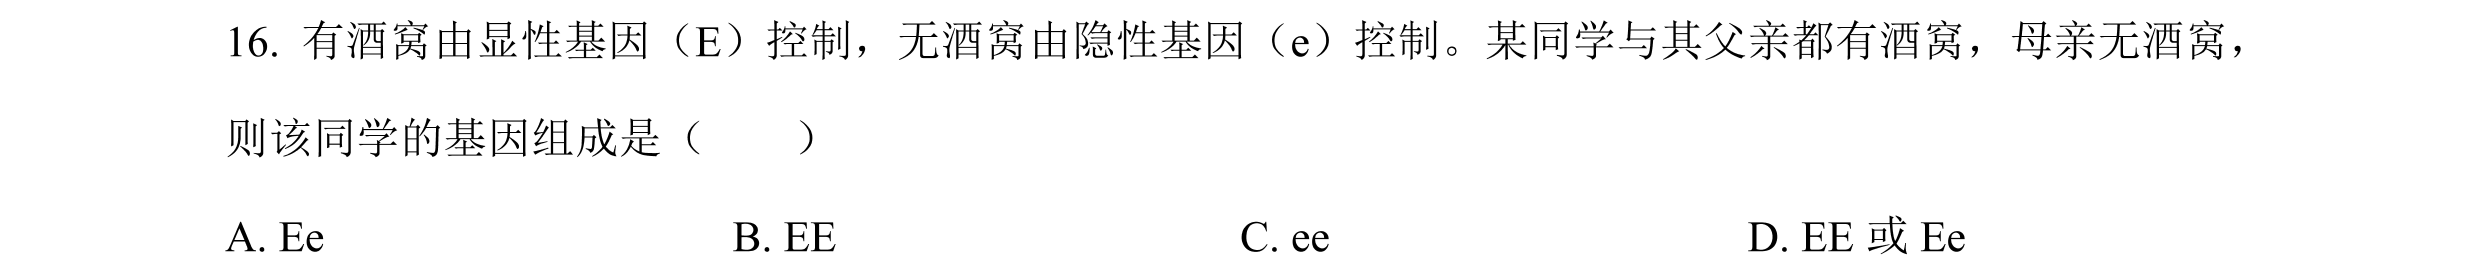 16. 有酒窝由显性基因（E）控制，无酒窝由隐性基因（e）控制。某同学与其父亲都有酒窝，母亲无酒窝，
则该同学的基因组成是（　　）
A. Ee　B. EE　C. ee　D. EE 或 Ee